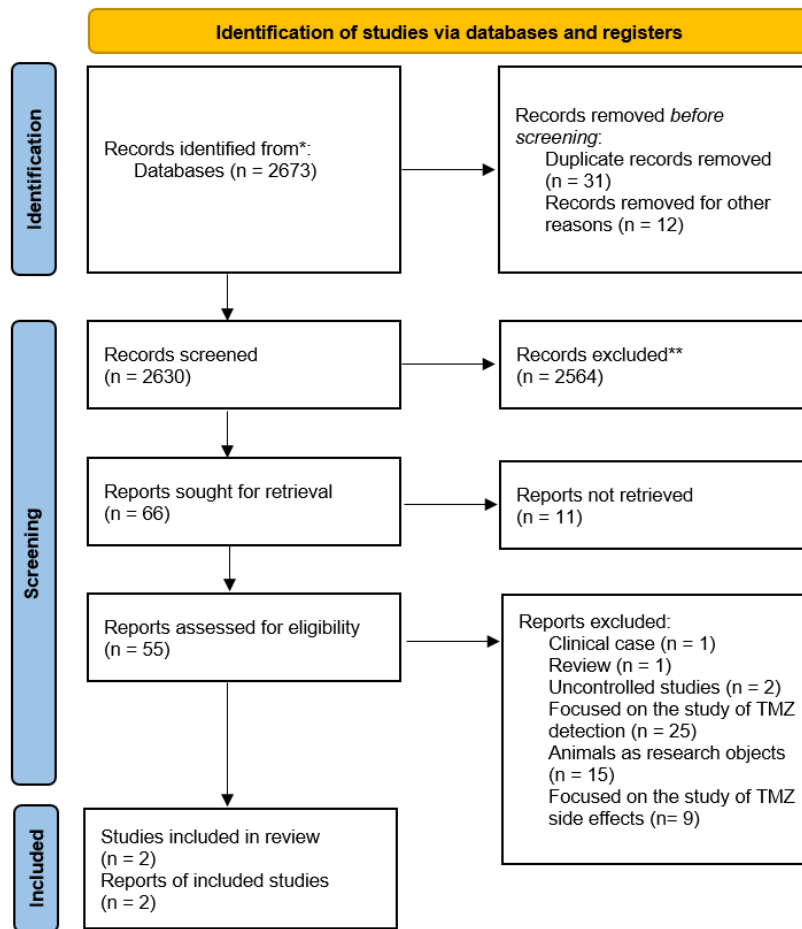 Identification of studies via databases and registers
Identification
Records identified from*:
Databases (n = 2673)
Records removed before
screening:
Duplicate records removed
(n = 31)
Records removed for other
reasons (n = 12)
Screening
Records screened
(n = 2630)
Records excluded**
(n = 2564)
Reports sought for retrieval
(n = 66)
Reports not retrieved
(n = 11)
Reports assessed for eligibility
(n = 55)
Reports excluded:
Clinical case (n = 1)
Review (n = 1)
Uncontrolled studies (n = 2)
Focused on the study of TMZ
detection (n = 25)
Animals as research objects
(n = 15)
Focused on the study of TMZ
side effects (n= 9)
Included
Studies included in review
(n = 2)
Reports of included studies
(n = 2)